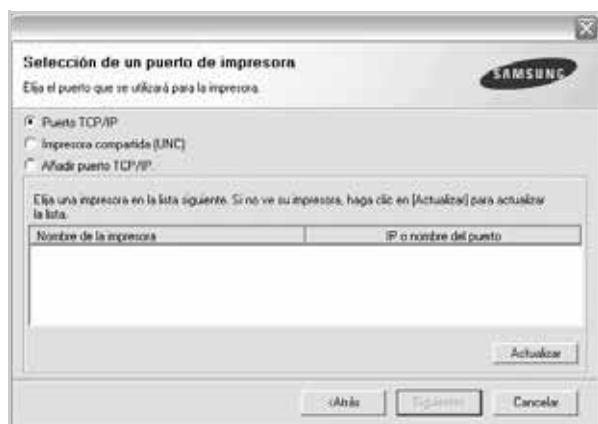 Selección de un puerto de impresora
Elija el puerto que se utilizará para la impresora.
SAMSUNG
Puerto TCP/IP
Impresora compartida (UNC)
Añadir puerto TCP/IP.
Elija una impresora en la lista siguiente. Si no ve su impresora, haga clic en [Actualizar] para actualizar
la lista.
Nombre de la impresora IP o nombre del puerto
Actualizar
<Atrás Siguiente> Cancelar